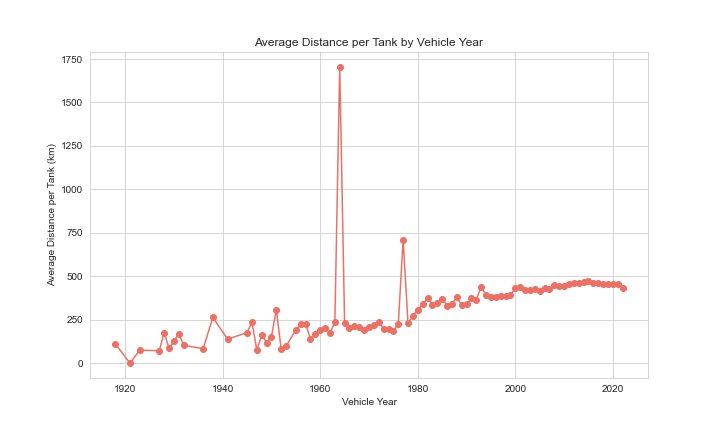 Average Distance per Tank by Vehicle Year
1750
1500
1250
1000
750
500
250
0
Average Distance per Tank (km)
1920 1940 1960 1980 2000 2020
Vehicle Year